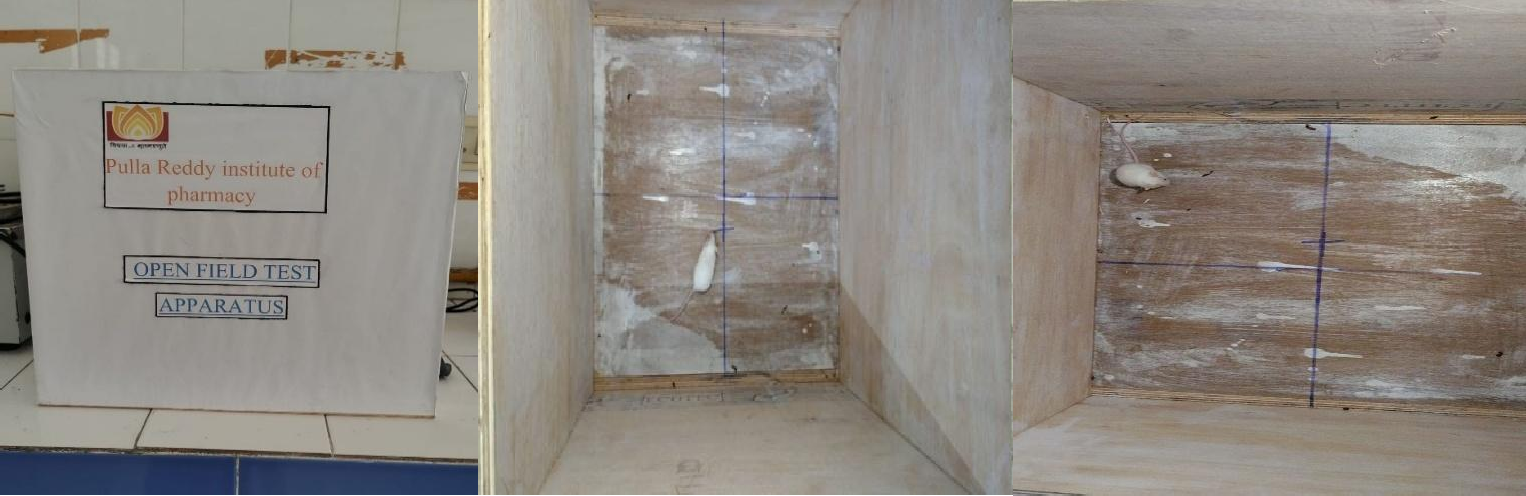 Pulla Reddy institute of
pharmacy
OPEN FIELD TEST
APPARATUS